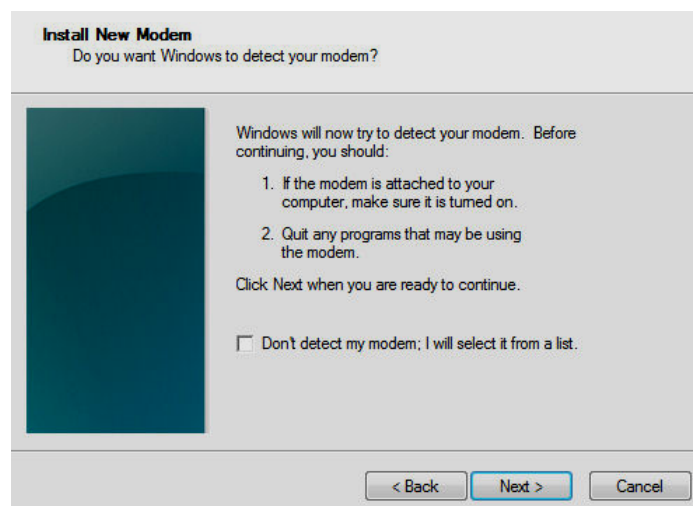 Install New Modem
Do you want Windows to detect your modem?
Windows will now try to detect your modem.  Before
continuing, you should:
1. If the modem is attached to your
computer, make sure it is turned on.
2. Quit any programs that may be using
the modem.
Click Next when you are ready to continue.
Don't detect my modem; I will select it from a list.
< Back
Next >
Cancel